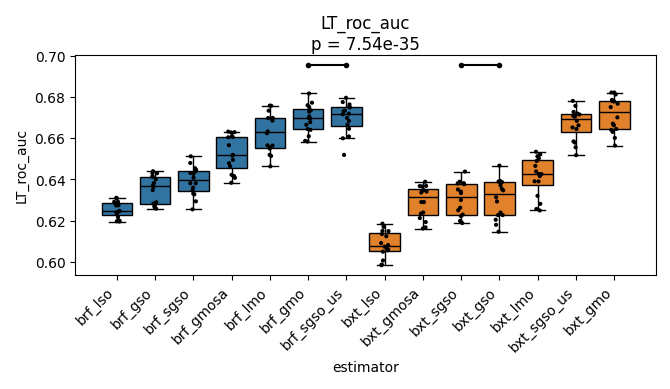 LT_roc_auc
p = 7.54e-35
LT_roc_auc
0.70
0.68
0.66
0.64
0.62
0.60
brf_lso
brf_gso
brf_sgso
brf_gmosa
brf_lmo
brf_gmo
brf_sgso_us
bxt_lso
bxt_gmosa
bxt_sgso
bxt_gso
bxt_lmo
bxt_sgso_us
bxt_gmo
estimator